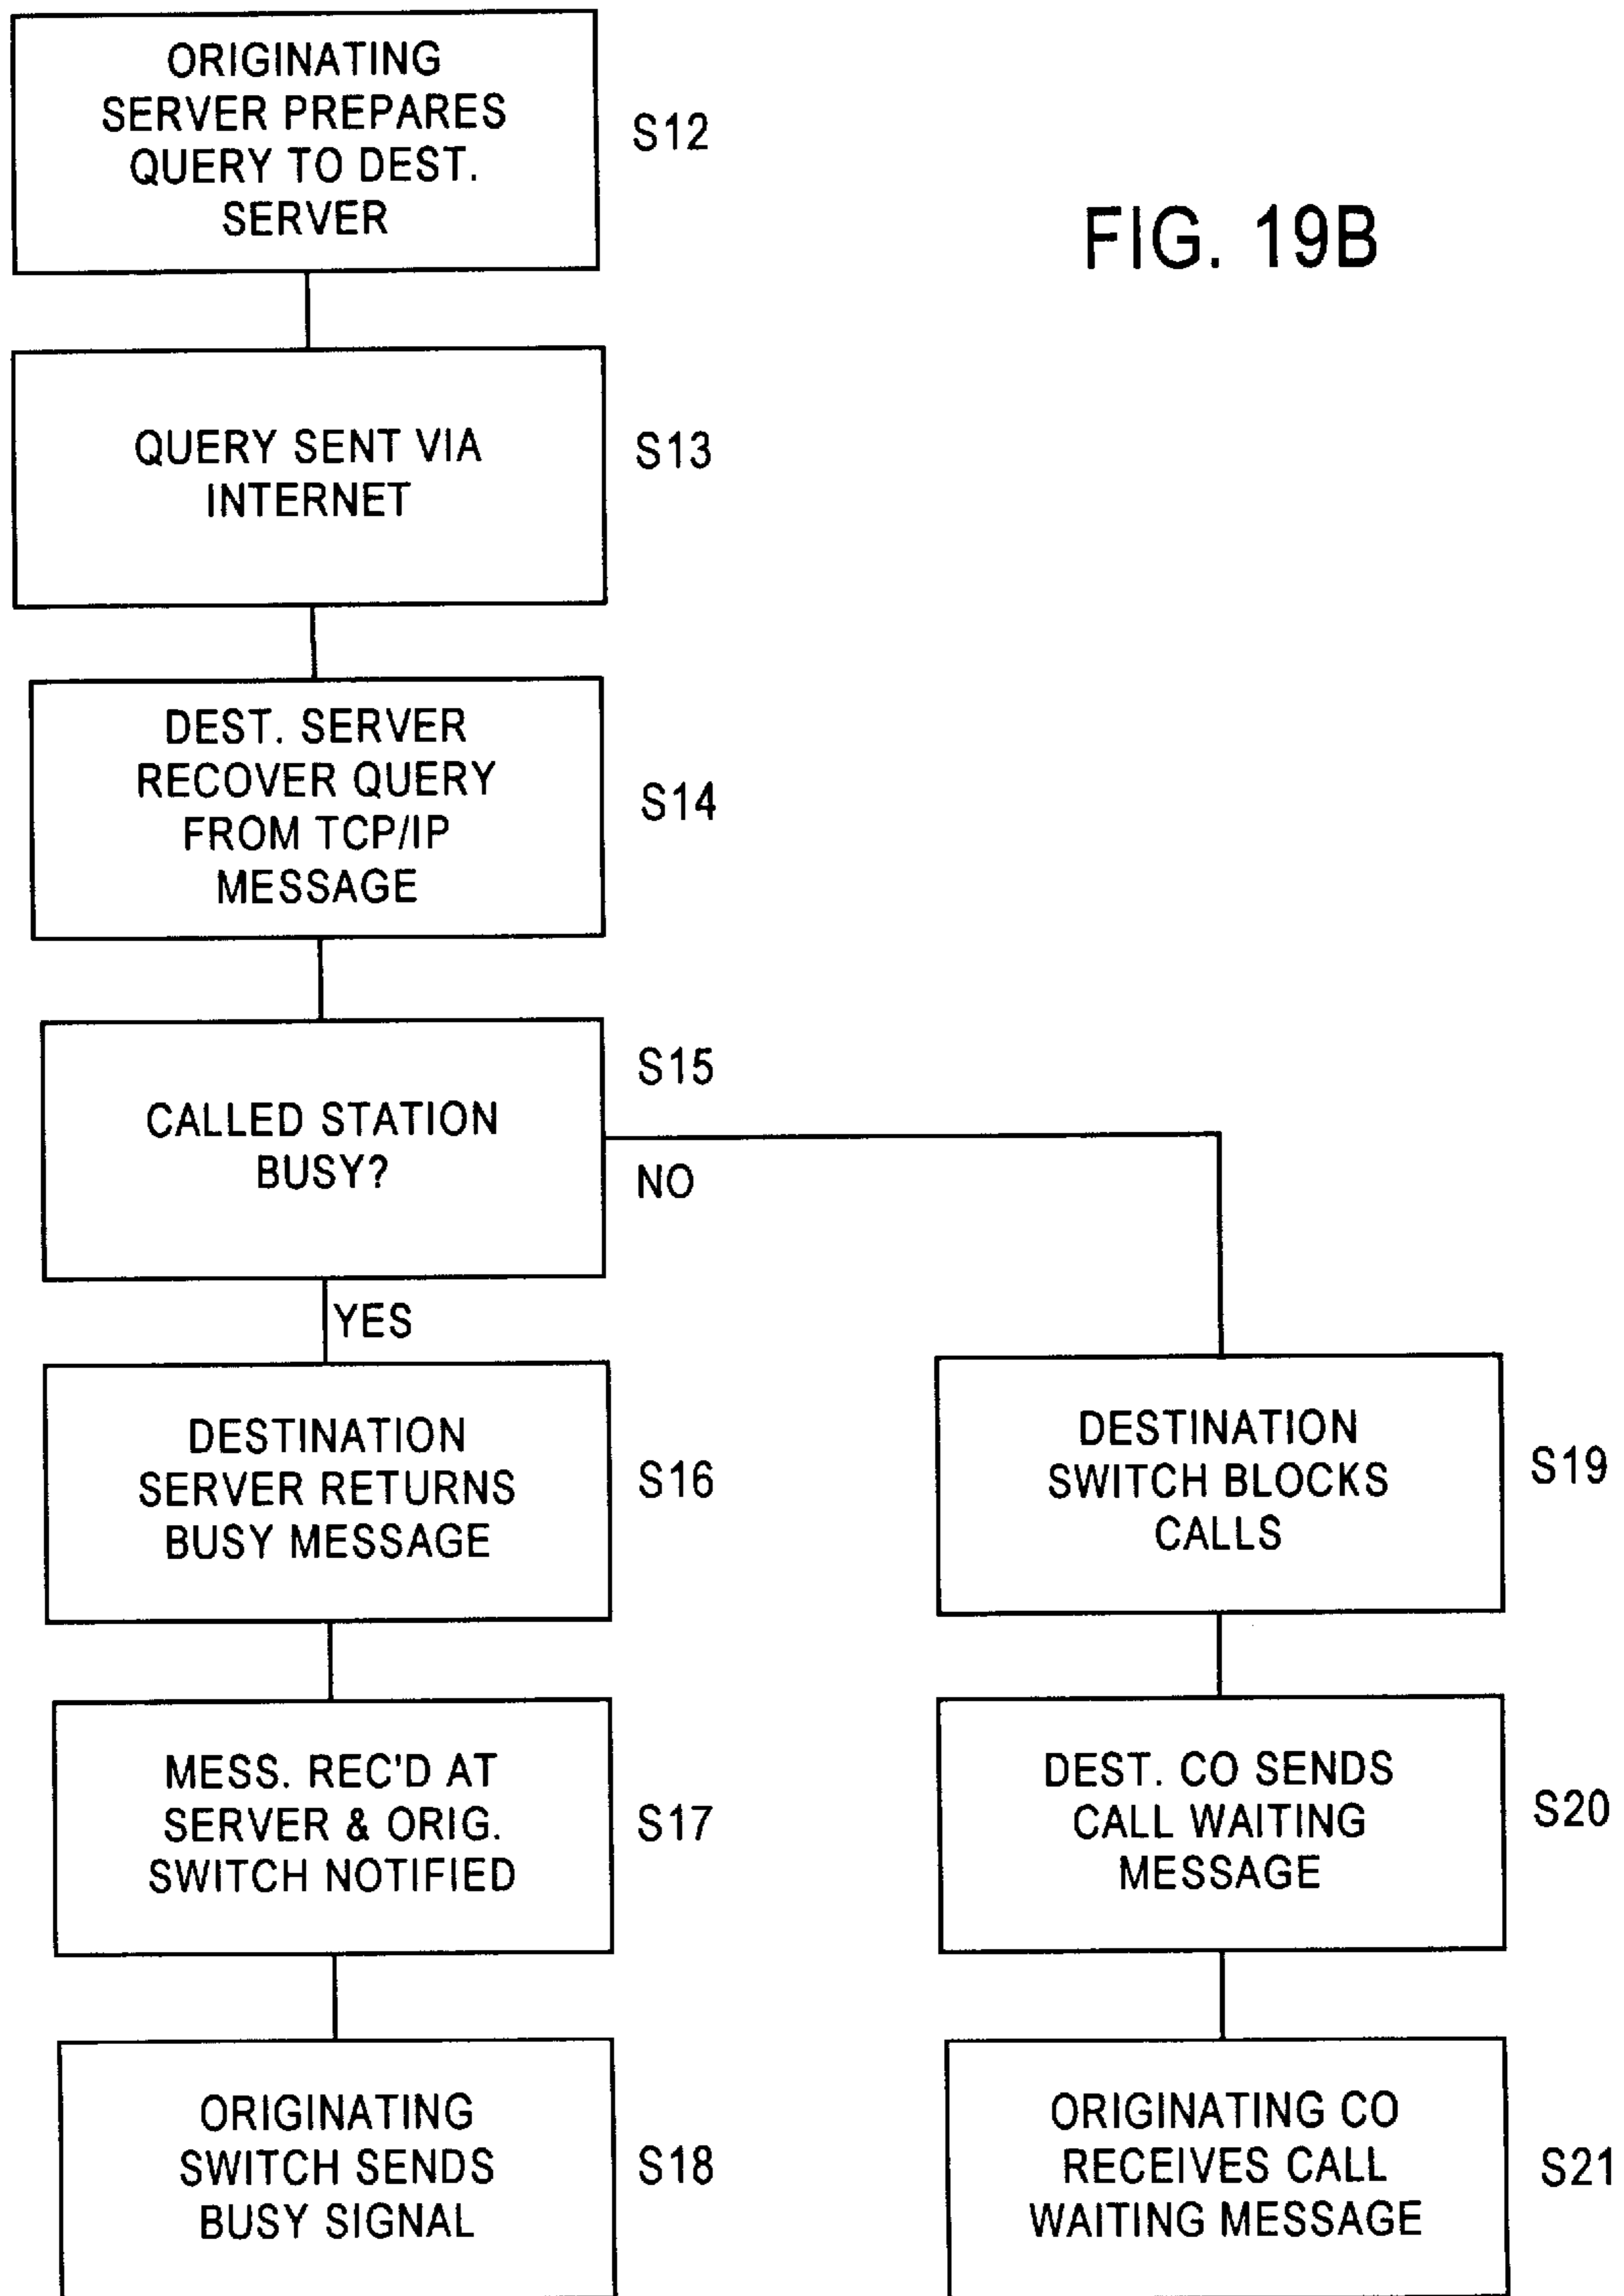 ORIGINATING
SERVER PREPARES
QUERY TO DEST.
SERVER
S12
FIG. 19B
QUERY SENT VIA
INTERNET
S13
DEST. SERVER
RECOVER QUERY
FROM TCP/IP
MESSAGE
S14
CALLED STATION
BUSY?
S15
NO
YES
DESTINATION
SERVER RETURNS
BUSY MESSAGE
S16
MESS. REC'D AT
SERVER & ORIG.
SWITCH NOTIFIED
S17
ORIGINATING
SWITCH SENDS
BUSY SIGNAL
S18
DESTINATION
SWITCH BLOCKS
CALLS
S19
DEST. CO SENDS
CALL WAITING
MESSAGE
S20
ORIGINATING CO
RECEIVES CALL
WAITING MESSAGE
S21